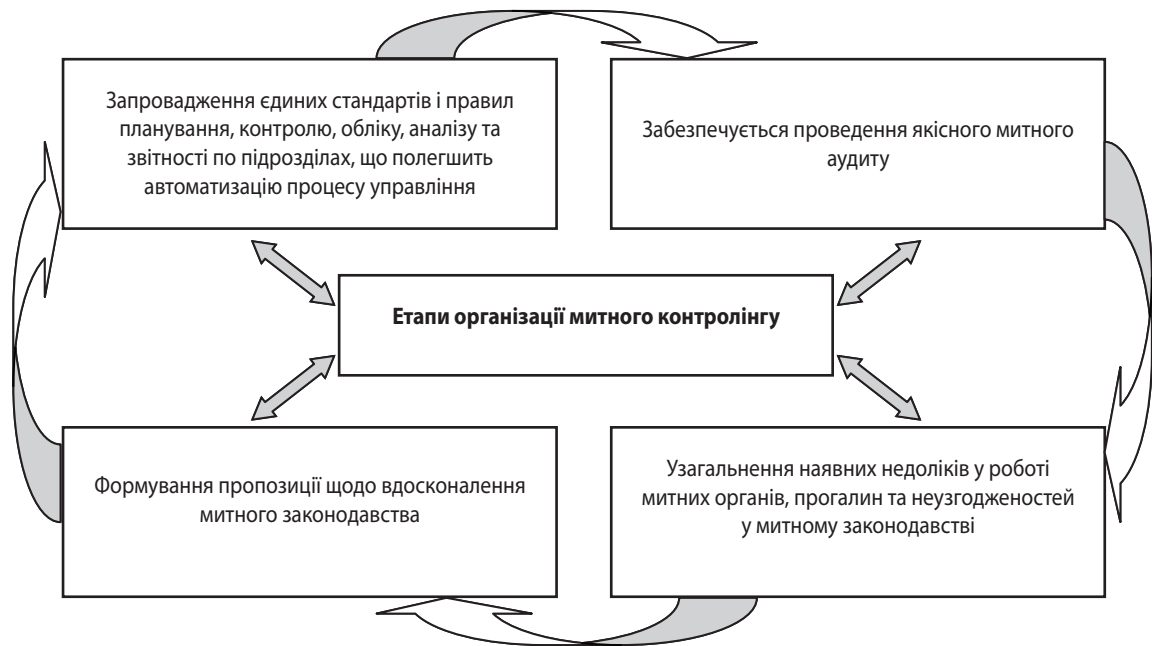 Запровадження єдиних стандартів і правил
планування, контролю, обліку, аналізу та
звітності по підрозділах, що полегшить
автоматизацію процесу управління
Забезпечується проведення якісного митного
аудиту
Етапи організації митного контролінгу
Формування пропозиції щодо вдосконалення
митного законодавства
Узагальнення наявних недоліків у роботі
митних органів, прогалин та неузгодженостей
у митному законодавстві